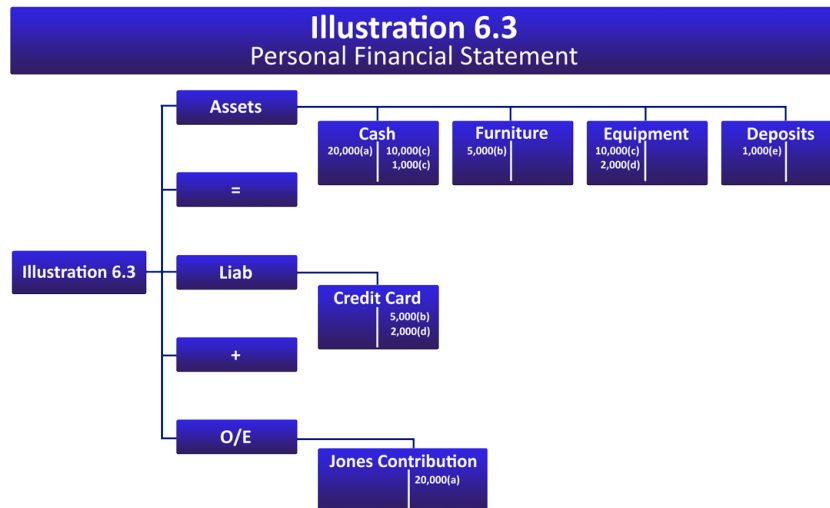 Illustration 6.3
Personal Financial Statement
Assets
Cash
20,000(a) 10,000(c)
1,000(c)
Furniture
5,000(b)
Equipment
10,000(c)
2,000(d)
Deposits
1,000(e)
=
Illustration 6.3
Liab
Credit Card
5,000(b)
2,000(d)
+
O/E
Jones Contribution
20,000(a)